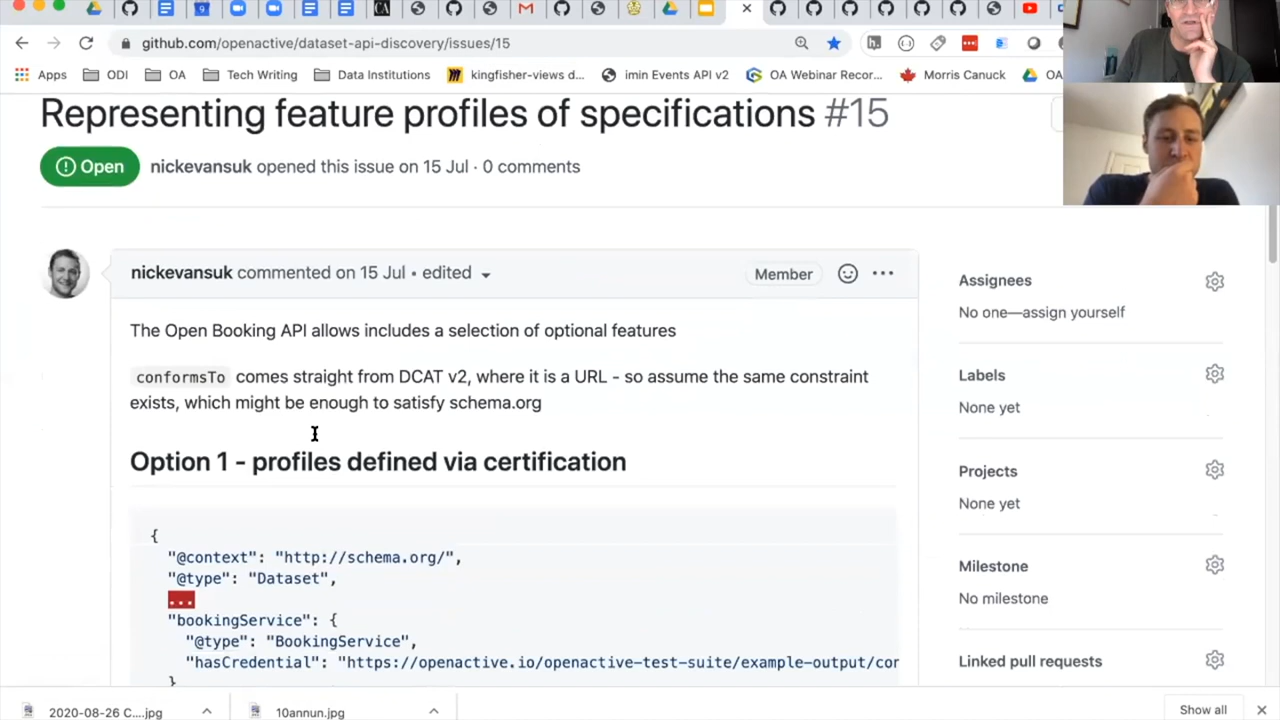 github.com/openactive/dataset-api-discovery/issues/15
Apps ODI OA Tech Writing Data Institutions kingfisher-views d... imin Events API v2 OA Webinar Recor... Morris Canuck OA
Representing feature profiles of specifications #15
Open nickevansuk opened this issue on 15 Jul · 0 comments
nickevansuk commented on 15 Jul • edited Member
The Open Booking API allows includes a selection of optional features
conformsTo comes straight from DCAT v2, where it is a URL - so assume the same constraint
exists, which might be enough to satisfy schema.org
Option 1 - profiles defined via certification
{
"@context": "http://schema.org/",
"@type": "Dataset",
...
"bookingService": {
"@type": "BookingService",
"hasCredential": "https://openactive.io/openactive-test-suite/example-output/cor
}
Assignees
No one—assign yourself
Labels
None yet
Projects
None yet
Milestone
No milestone
Linked pull requests
2020-08-26 C....jpg 10annun.jpg Show all